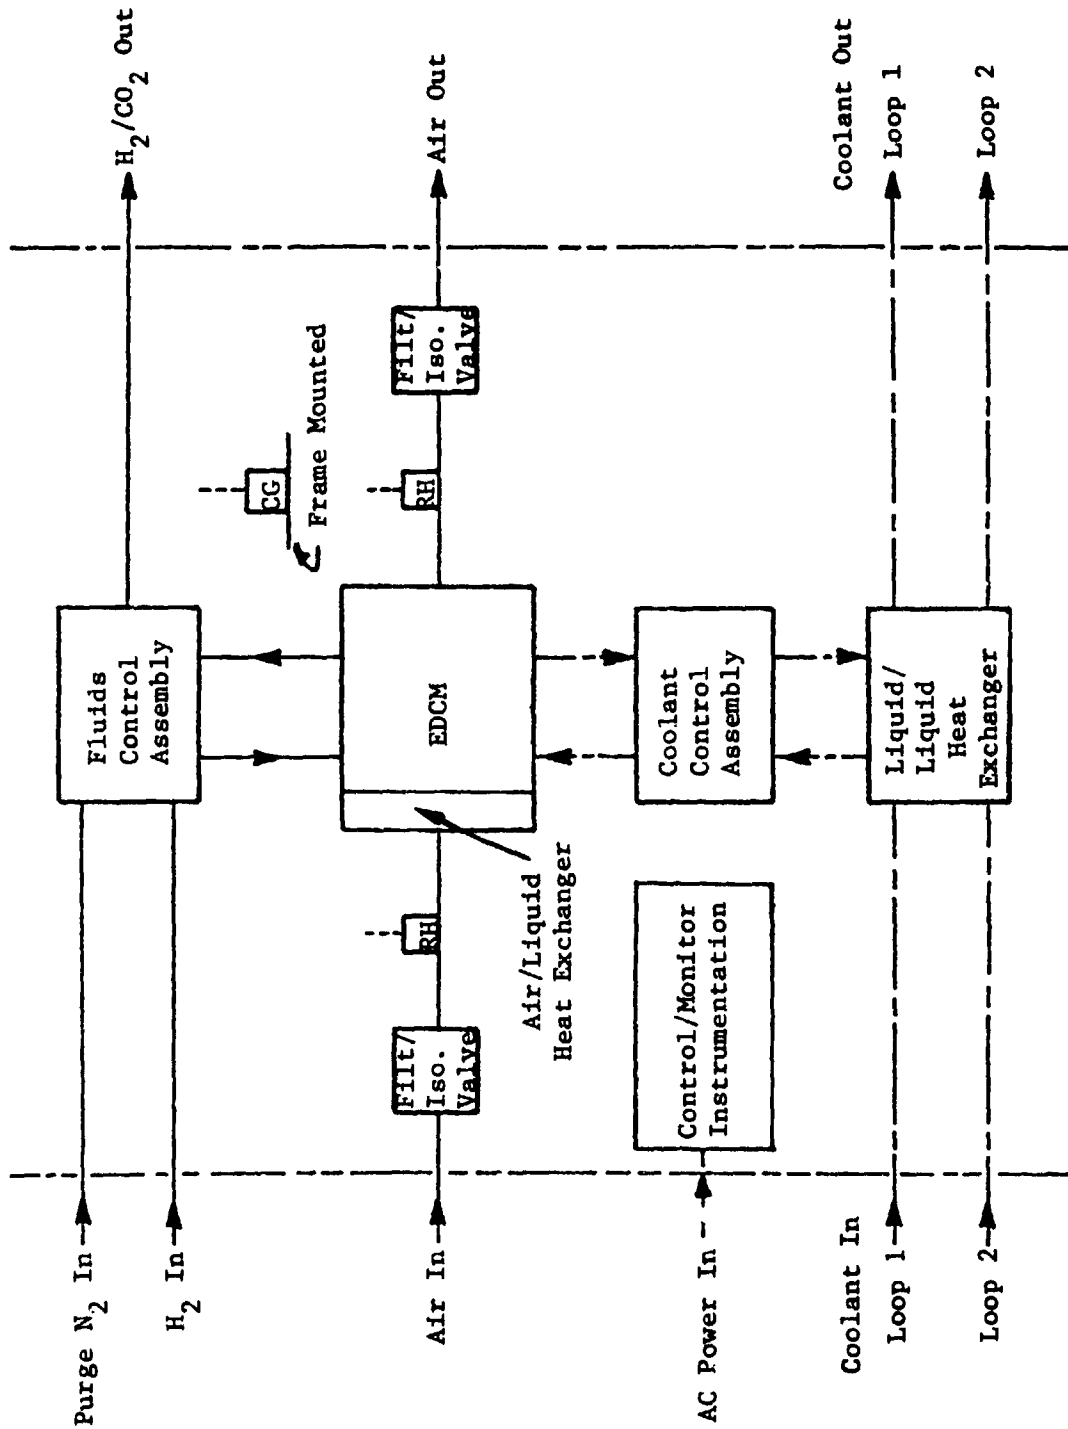 Purge N2 In
H2 In
Fluids
Control
Assembly
H2/CO2 Out
CG
Frame Mounted
Air In
Filt/
Iso.
Valve
RH
EDCM
RH
Filt/
Iso.
Valve
Air Out
Air/Liquid
Heat Exchanger
AC Power In
Control/Monitor
Instrumentation
Coolant
Control
Assembly
Coolant In
Loop 1
Loop 2
Liquid/
Liquid
Heat
Exchanger
Coolant Out
Loop 1
Loop 2